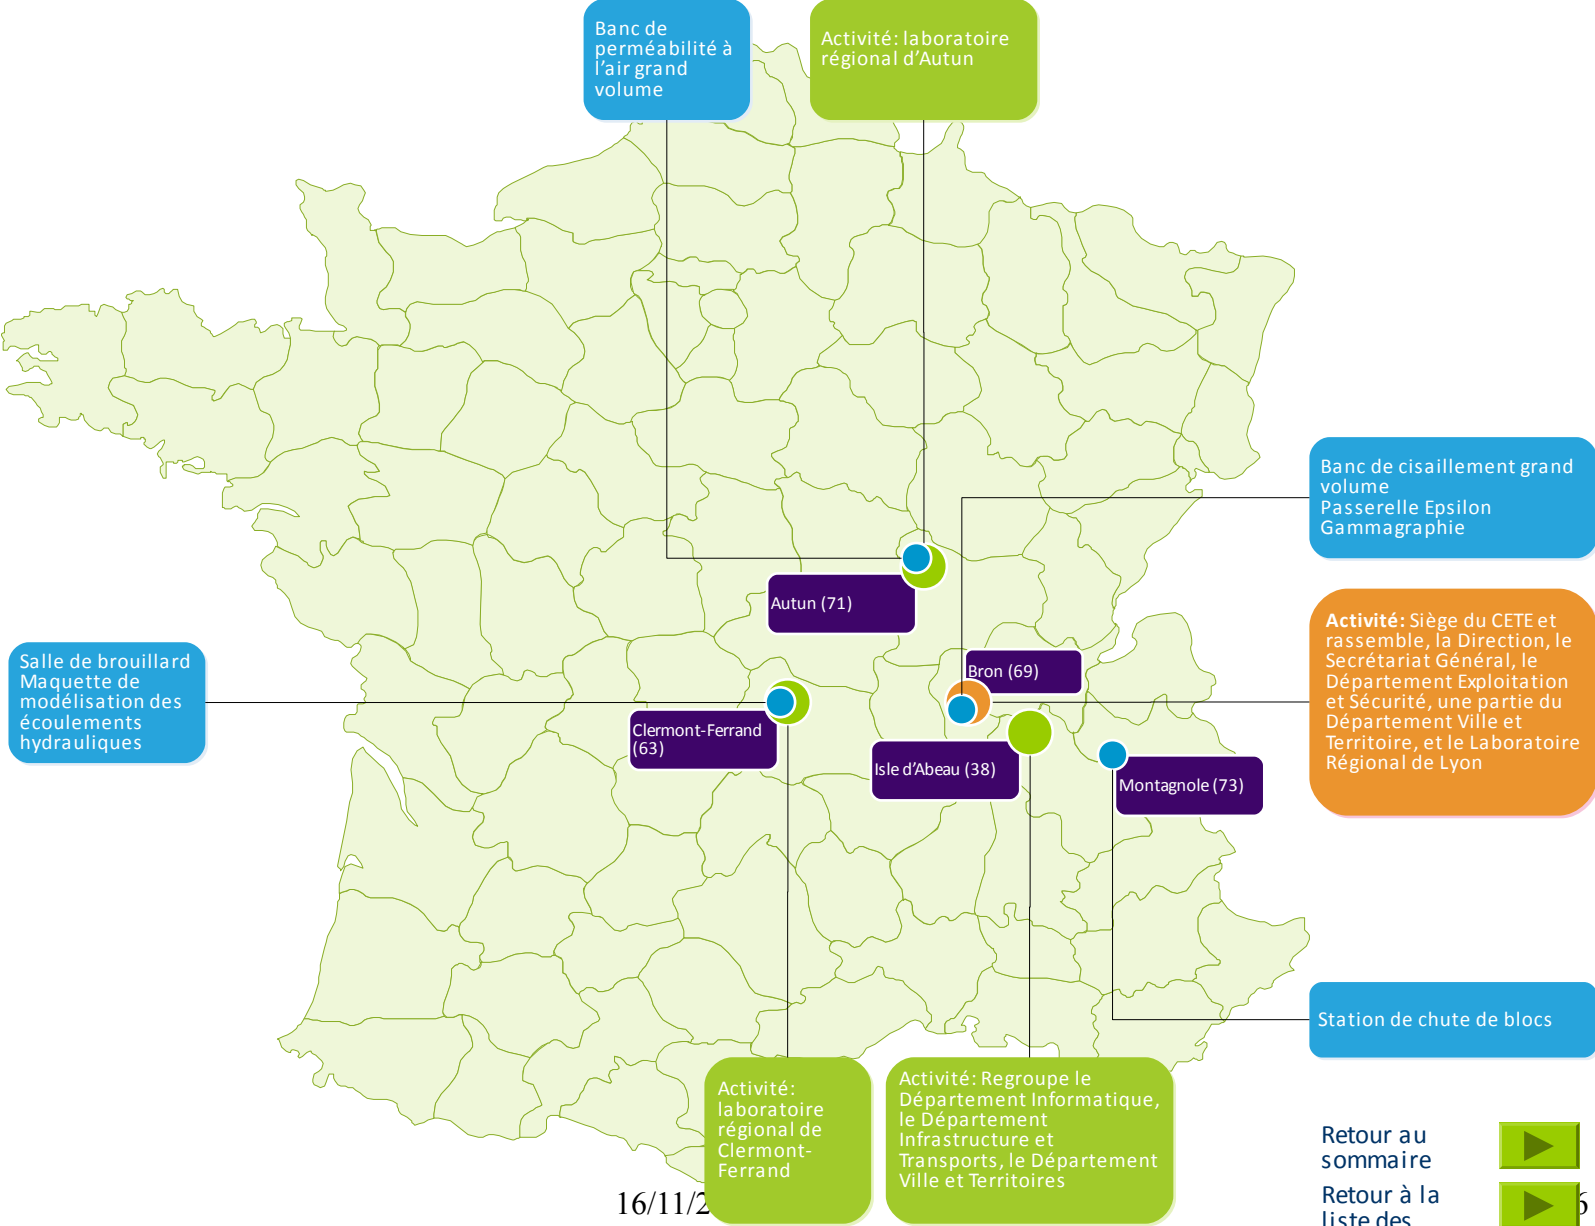 Banc de
perméabilité à
l’air grand
volume
Activité: laboratoire
régional d’Autun
Banc de cisaillement grand
volume
Passerelle Epsilon
Gammagraphie
Autun (71)
Activité: Siège du CETE et
rassemble, la Direction, le
Secrétariat Général, le
Département Exploitation
et Sécurité, une partie du
Département Ville et
Territoire, et le Laboratoire
Régional de Lyon
Salle de brouillard
Maquette de
modélisation des
écoulements
hydrauliques
Bron (69)
Clermont-Ferrand
(63)
Isle d’Abeau (38)
Montagnole (73)
Station de chute de blocs
Activité:
laboratoire
régional de
Clermont-
Ferrand
Activité: Regroupe le
Département Informatique,
le Département
Infrastructure et
Transports, le Département
Ville et Territoires
Retour au
sommaire
Retour à la
liste des
16/11/2